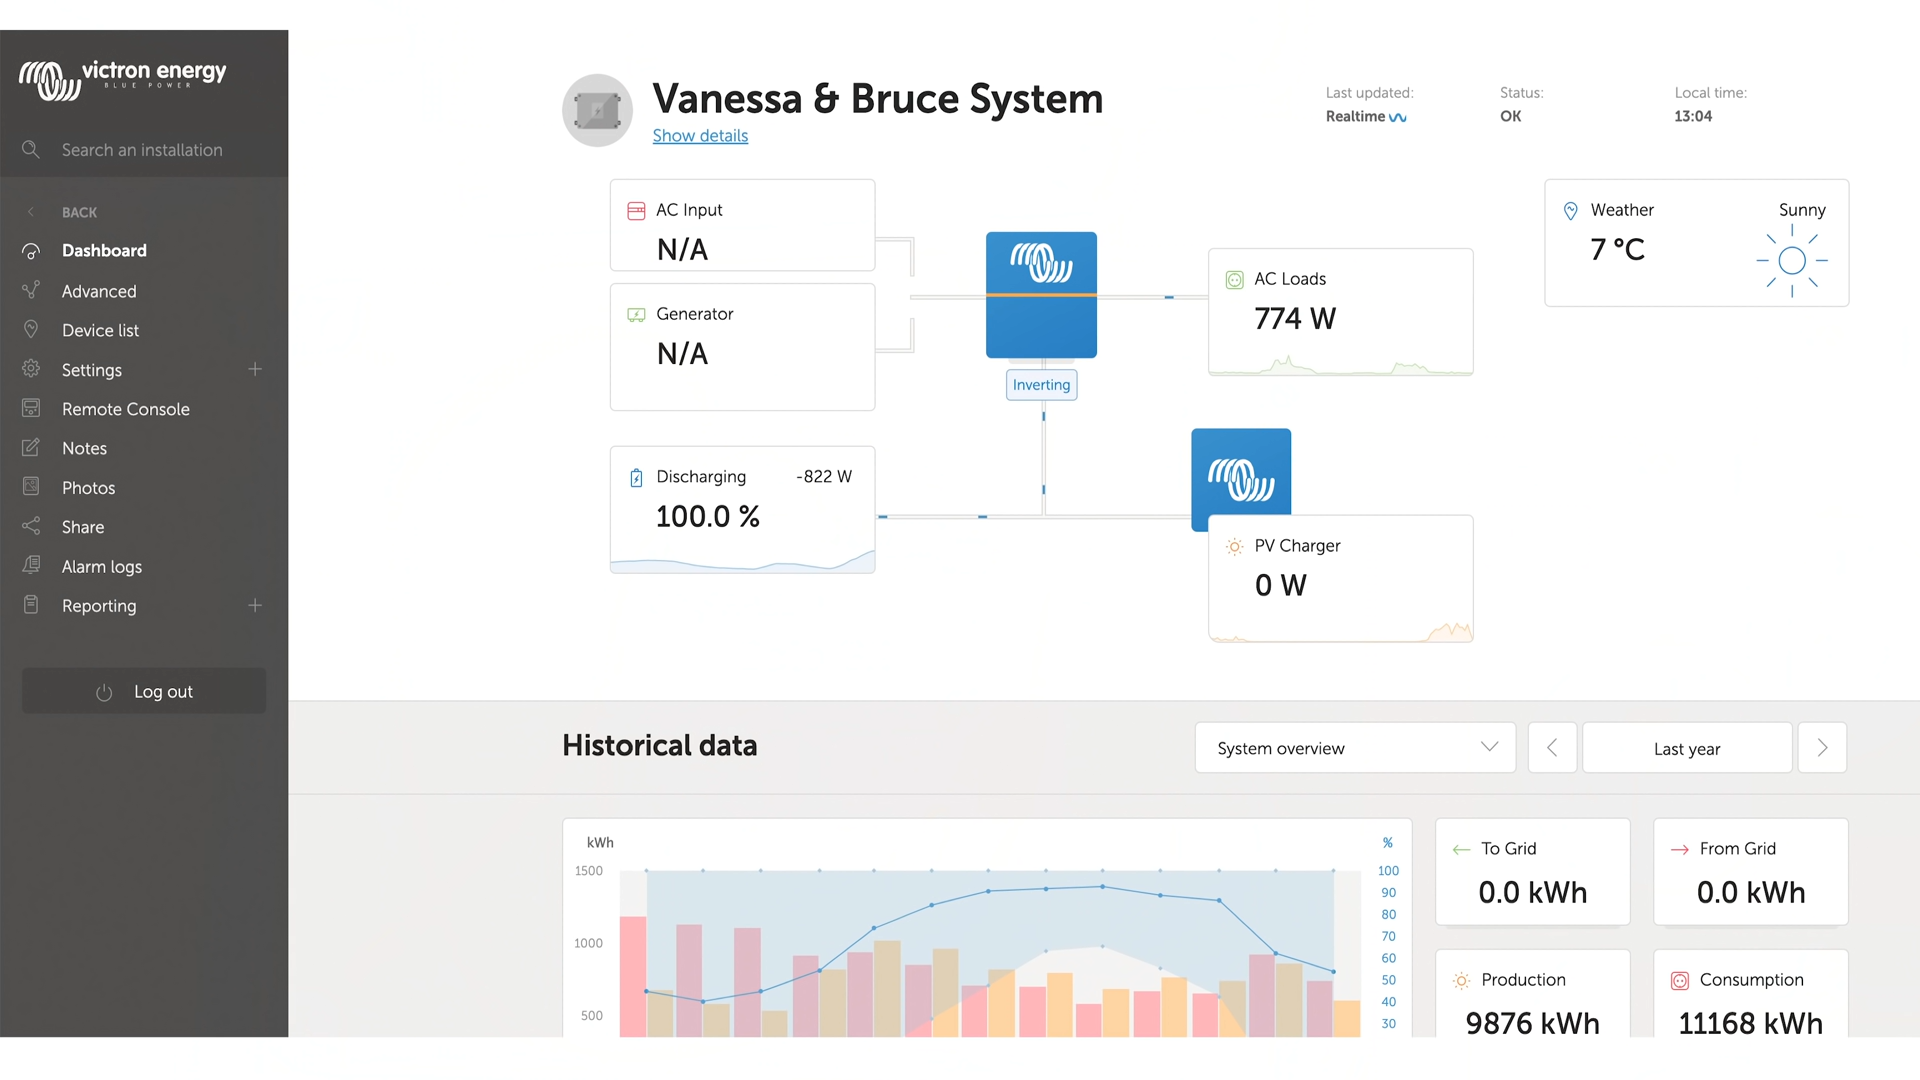 victron energy
BLUE POWER
Search an installation
BACK
Dashboard
Advanced
Device list
Settings
Remote Console
Notes
Photos
Share
Alarm logs
Reporting
Log out
Vanessa & Bruce System
Show details
Last updated:
Realtime
Status:
OK
Local time:
13:04
AC Input
N/A
Generator
N/A
Inverting
AC Loads
774 W
Weather
Sunny
7 °C
Discharging
-822 W
100.0 %
PV Charger
0 W
Historical data
System overview
Last year
kWh
1500
1000
500
%
100
90
80
70
60
50
40
30
To Grid
0.0 kWh
From Grid
0.0 kWh
Production
9876 kWh
Consumption
11168 kWh